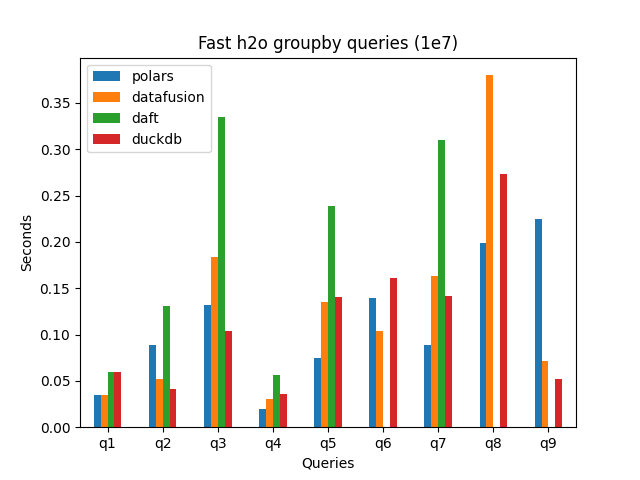 Fast h2o groupby queries (1e7)
polars
datafusion
daft
duckdb
Seconds
0.35
0.30
0.25
0.20
0.15
0.10
0.05
0.00
q1 q2 q3 q4 q5 q6 q7 q8 q9
Queries